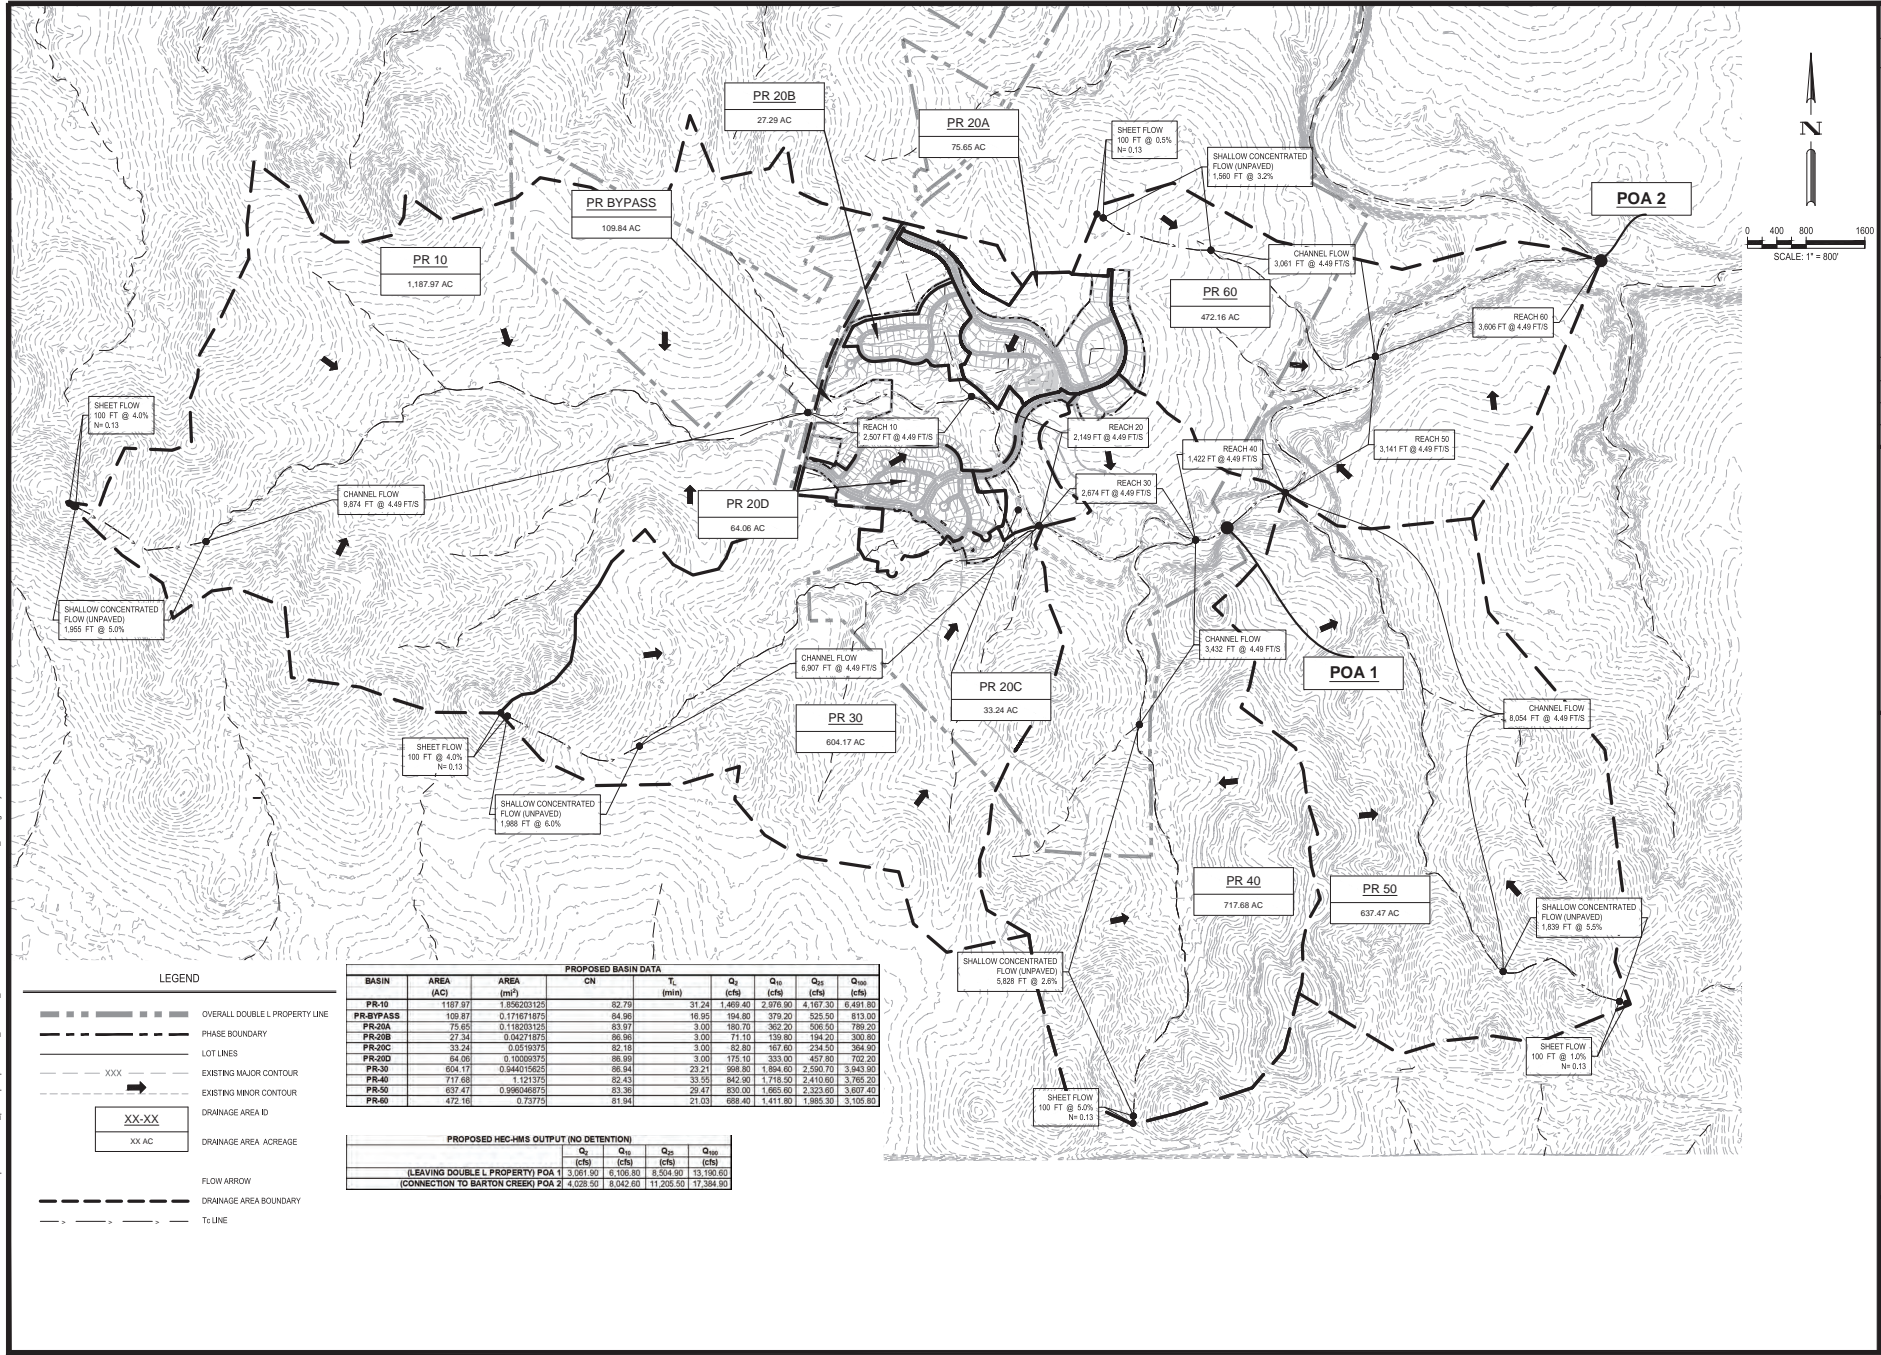 PR 20B
27.29 AC
PR 20A
75.65 AC
SHEET FLOW
100 FT @ 0.5%
N= 0.13
SHALLOW CONCENTRATED
FLOW (UNPAVED)
1,560 FT @ 3.2%
N
POA 2
0 400 800 1600
SCALE: 1" = 800'
PR BYPASS
109.84 AC
PR 10
1,187.97 AC
CHANNEL FLOW
3,061 FT @ 4.49 FT/S
PR 60
472.16 AC
REACH 60
3,606 FT @ 4.49 FT/S
SHEET FLOW
100 FT @ 4.0%
N= 0.13
REACH 10
2,507 FT @ 4.49 FT/S
REACH 20
2,149 FT @ 4.49 FT/S
REACH 40
1,422 FT @ 4.49 FT/S
REACH 50
3,141 FT @ 4.49 FT/S
CHANNEL FLOW
9,874 FT @ 4.49 FT/S
REACH 30
2,674 FT @ 4.49 FT/S
PR 20D
64.06 AC
SHALLOW CONCENTRATED
FLOW (UNPAVED)
1,955 FT @ 5.0%
CHANNEL FLOW
6,907 FT @ 4.49 FT/S
CHANNEL FLOW
3,432 FT @ 4.49 FT/S
POA 1
PR 20C
33.24 AC
PR 30
604.17 AC
CHANNEL FLOW
8,054 FT @ 4.49 FT/S
SHEET FLOW
100 FT @ 4.0%
N= 0.13
SHALLOW CONCENTRATED
FLOW (UNPAVED)
1,988 FT @ 6.0%
PR 40
717.68 AC
PR 50
637.47 AC
SHALLOW CONCENTRATED
FLOW (UNPAVED)
1,839 FT @ 5.5%
SHALLOW CONCENTRATED
FLOW (UNPAVED)
5,828 FT @ 2.6%
SHEET FLOW
100 FT @ 1.0%
N= 0.13
SHEET FLOW
100 FT @ 5.0%
N= 0.13
LEGEND
OVERALL DOUBLE L PROPERTY LINE
PHASE BOUNDARY
LOT LINES
XXX EXISTING MAJOR CONTOUR
EXISTING MINOR CONTOUR
XX-XX DRAINAGE AREA ID
XX AC DRAINAGE AREA ACREAGE
FLOW ARROW
DRAINAGE AREA BOUNDARY
Tc LINE
PROPOSED BASIN DATA
BASIN AREA AREA CN TL Q2 Q10 Q25 Q100
(AC) (mi²) (min) (cfs) (cfs) (cfs) (cfs)
PR-10 1187.97 1.856203125 82.79 31.24 1,469.40 2,976.90 4,167.30 6,491.80
PR-BYPASS 109.87 0.171671875 84.96 16.95 194.80 379.20 525.50 813.00
PR-20A 75.65 0.118203125 83.97 3.00 180.70 362.20 506.50 789.20
PR-20B 27.34 0.04271875 86.96 3.00 71.10 139.80 194.20 300.80
PR-20C 33.24 0.0519375 82.18 3.00 82.80 167.60 234.50 364.90
PR-20D 64.06 0.10009375 86.99 3.00 175.10 333.00 457.80 702.20
PR-30 604.17 0.944015625 86.94 23.21 998.80 1,894.60 2,590.70 3,943.90
PR-40 717.68 1.121375 82.43 33.55 842.90 1,718.50 2,410.60 3,765.20
PR-50 637.47 0.996046875 83.36 29.47 830.00 1,665.60 2,323.60 3,607.40
PR-60 472.16 0.73775 81.94 21.03 688.40 1,411.80 1,985.30 3,105.80
PROPOSED HEC-HMS OUTPUT (NO DETENTION)
Q2 Q10 Q25 Q100
(cfs) (cfs) (cfs) (cfs)
(LEAVING DOUBLE L PROPERTY) POA 1 3,061.90 6,106.80 8,504.90 13,190.60
(CONNECTION TO BARTON CREEK) POA 2 4,028.50 8,042.60 11,205.50 17,384.90